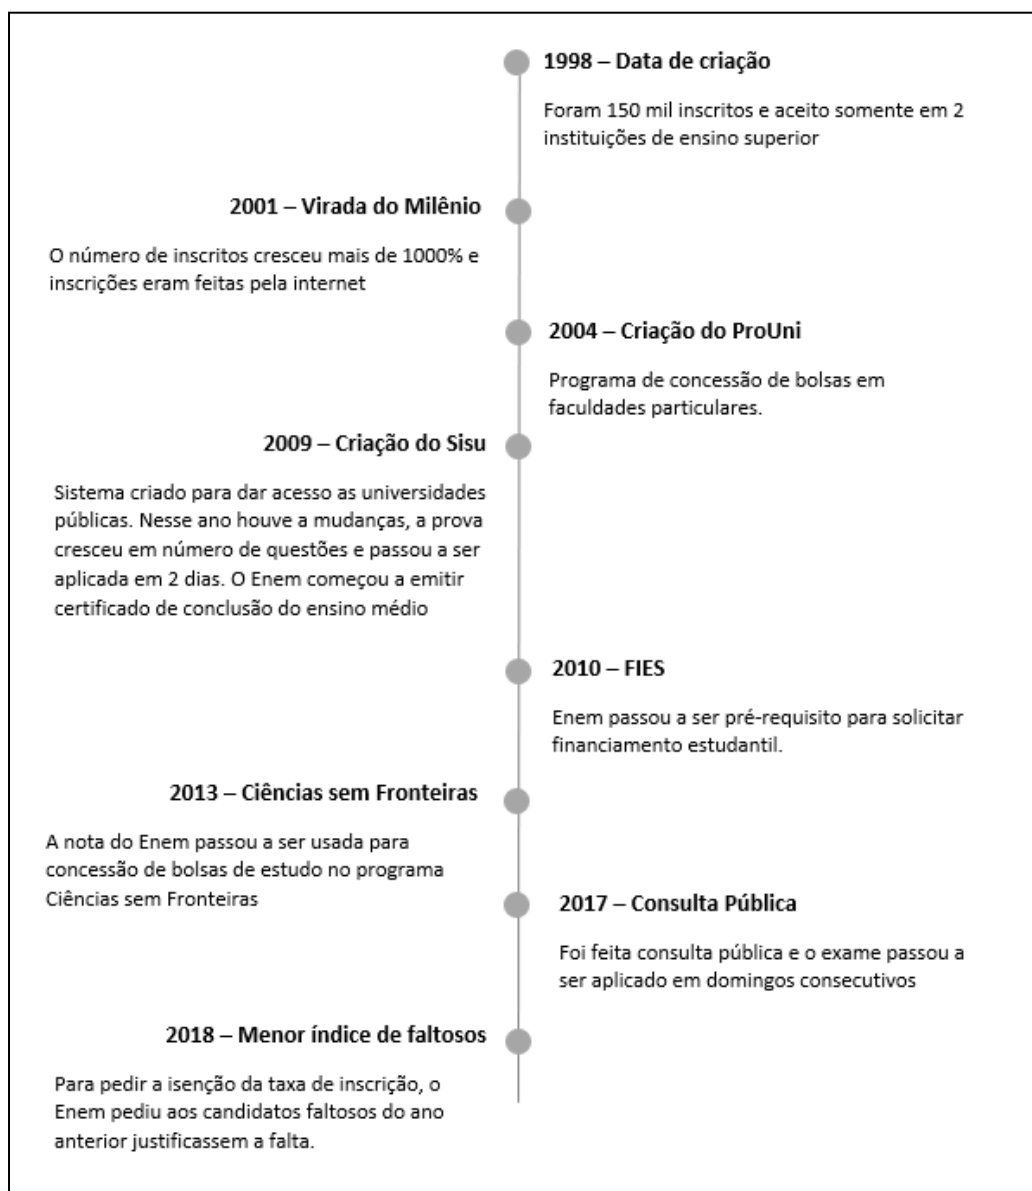 1998 – Data de criação
Foram 150 mil inscritos e aceito somente em 2
instituições de ensino superior
2001 – Virada do Milênio
O número de inscritos cresceu mais de 1000% e
inscrições eram feitas pela internet
2004 – Criação do ProUni
Programa de concessão de bolsas em
faculdades particulares.
2009 – Criação do Sisu
Sistema criado para dar acesso as universidades
públicas. Nesse ano houve a mudanças, a prova
cresceu em número de questões e passou a ser
aplicada em 2 dias. O Enem começou a emitir
certificado de conclusão do ensino médio
2010 – FIES
Enem passou a ser pré-requisito para solicitar
financiamento estudantil.
2013 – Ciências sem Fronteiras
A nota do Enem passou a ser usada para
concessão de bolsas de estudo no programa
Ciências sem Fronteiras
2017 – Consulta Pública
Foi feita consulta pública e o exame passou a
ser aplicado em domingos consecutivos
2018 – Menor índice de faltosos
Para pedir a isenção da taxa de inscrição, o
Enem pediu aos candidatos faltosos do ano
anterior justificassem a falta.